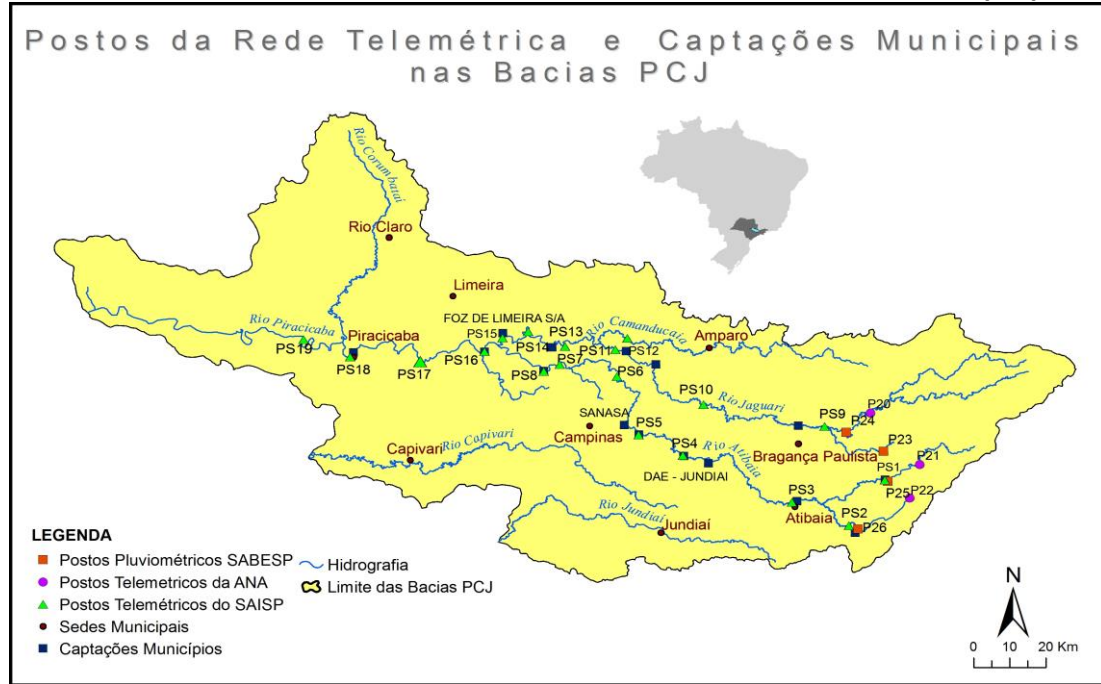 Postos da Rede Telemétrica e Captações Municipais
nas Bacias PCJ
Rio Corumbataí
Rio Claro
Limeira
FOZ DE LIMEIRA S/A
Rio Camanducaia
Amparo
Rio Piracicaba
Piracicaba
PS19
PS18
PS17
PS16
PS15
PS14
PS13
PS11
PS12
PS7
PS8
PS6
PS10
Rio Jaguari
PS9
P20
P24
SANASA
PS5
Campinas
Rio Capivari
Capivari
PS4
Rio Atibaia
DAE - JUNDIAI
Bragança Paulista
P23
PS1
P21
P25
P22
PS3
Atibaia
PS2
P26
Rio Jundiaí
Jundiaí
LEGENDA
Postos Pluviométricos SABESP
Postos Telemetricos da ANA
Postos Telemétricos do SAISP
Sedes Municipais
Captações Municípios
Hidrografia
Limite das Bacias PCJ
N
0 10 20 Km